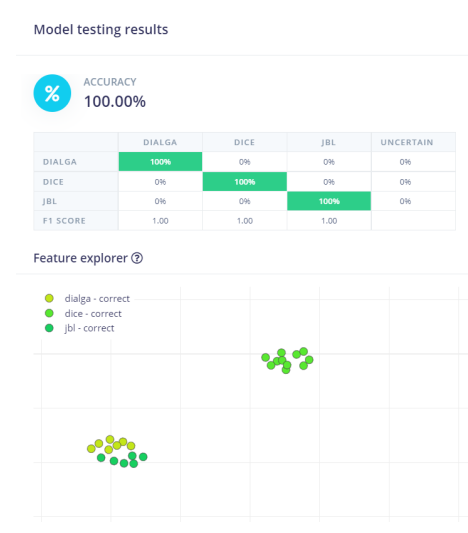 Model testing results
%
ACCURACY
100.00%
DIALGA DICE JBL UNCERTAIN
DIALGA 100% 0% 0% 0%
DICE 0% 100% 0% 0%
JBL 0% 0% 100% 0%
F1 SCORE 1.00 1.00 1.00
Feature explorer ?
dialga - correct
dice - correct
jbl - correct